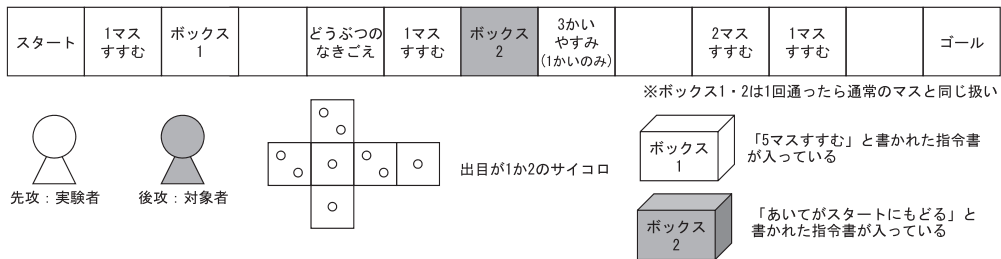 スタート
1マス
すすむ
ボックス
1
どうぶつの
なきごえ
1マス
すすむ
ボックス
2
3かい
やすみ
(1かいのみ)
2マス
すすむ
1マス
すすむ
ゴール
※ボックス1・2は1回通ったら通常のマスと同じ扱い
先攻:実験者
後攻:対象者
出目が1か2のサイコロ
ボックス
1
「5マスすすむ」と書かれた指令書
が入っている
ボックス
2
「あいてがスタートにもどる」と
書かれた指令書が入っている